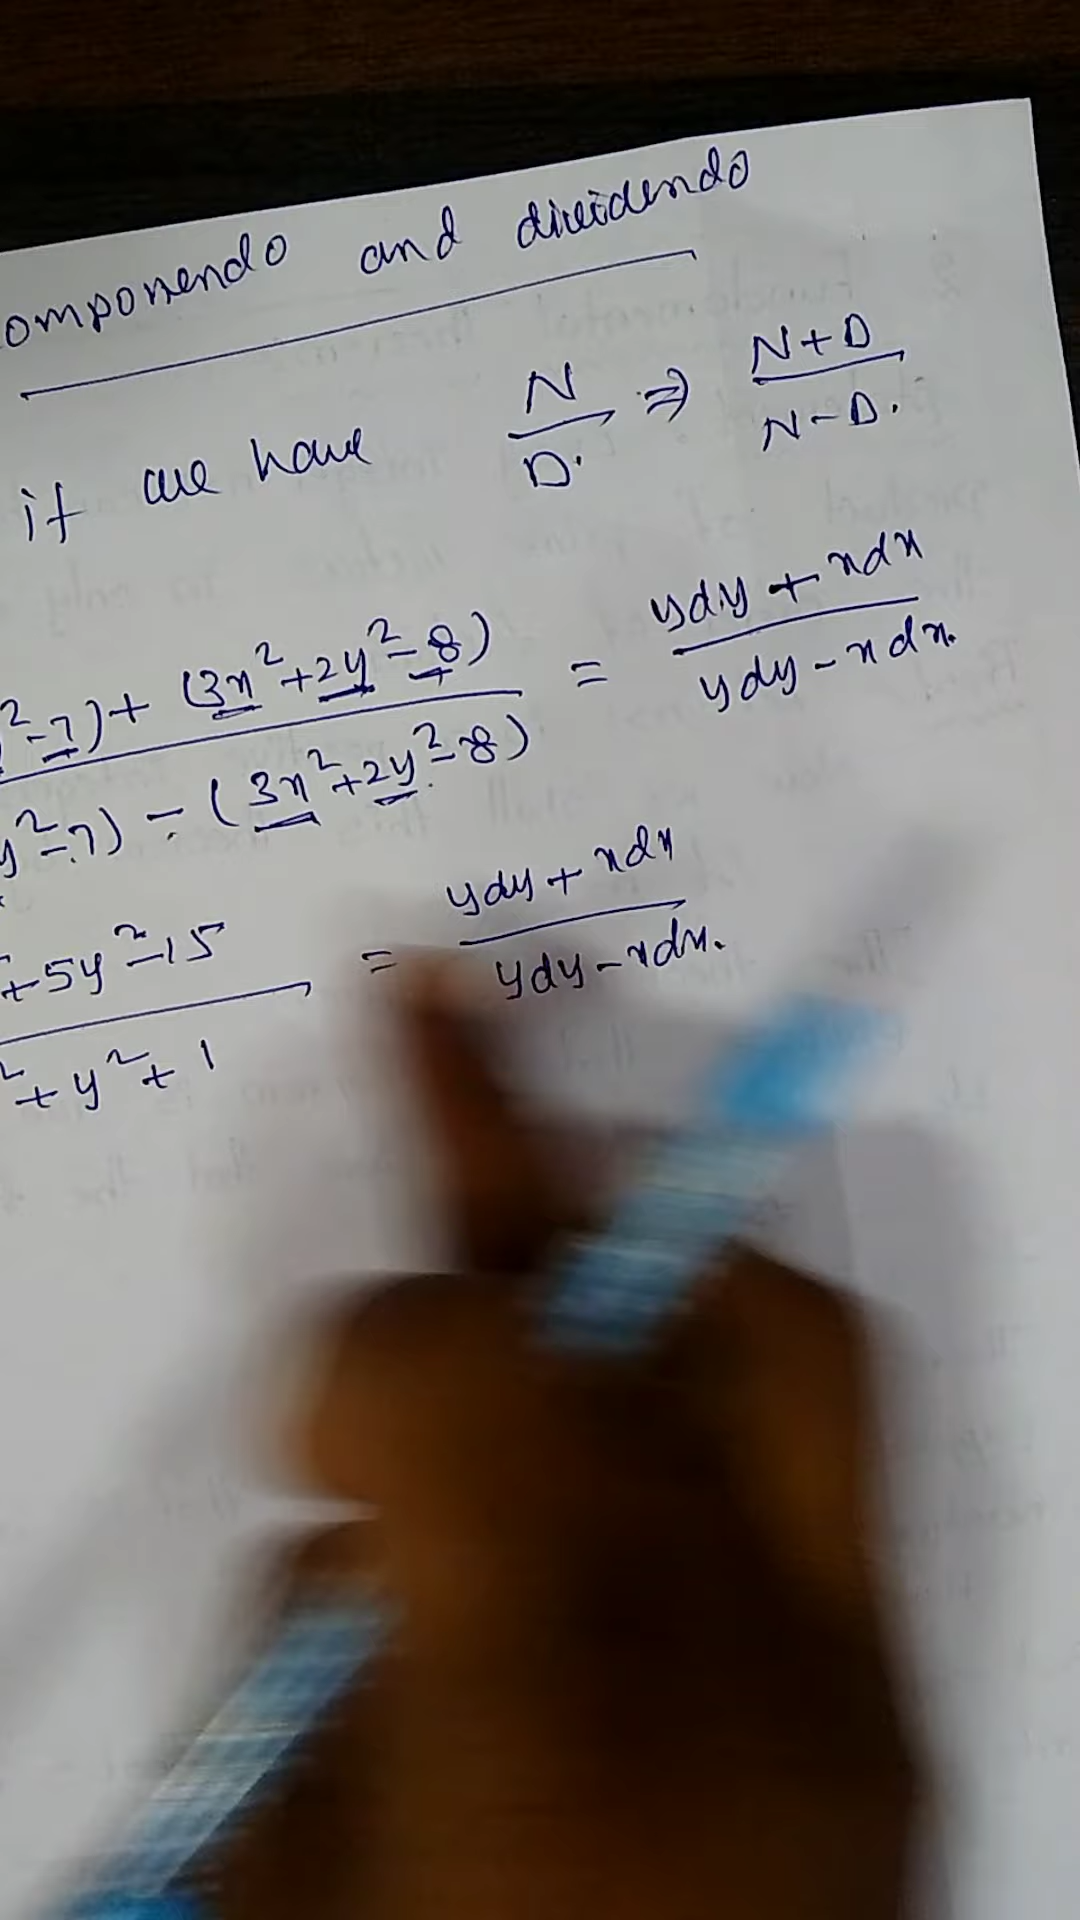 omponendo and dividendo
if we have N/D. ⇒ N+D/N-D.
²-7)+(3x²+2y²-8) = ydy+xdx
y²-7)-(3x²+2y²-8) ydy-xdx.
+5y²-15 = ydy+xdx
²+y²+1 ydy-xdx.